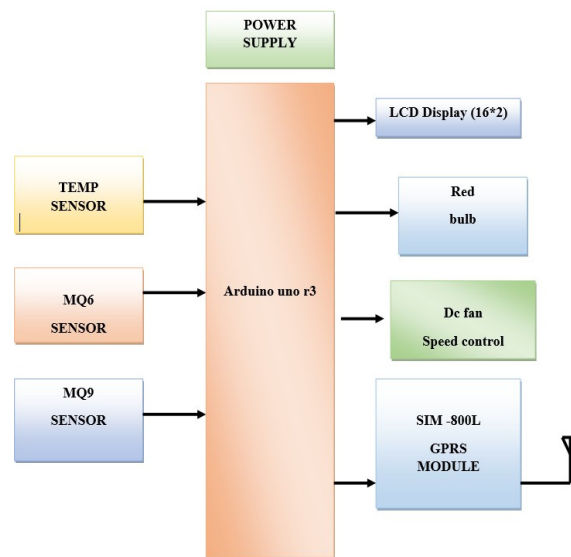 POWER
SUPPLY
LCD Display (16*2)
TEMP
SENSOR
Red
bulb
MQ6
SENSOR
Arduino uno r3
Dc fan
Speed control
MQ9
SENSOR
SIM -800L
GPRS
MODULE